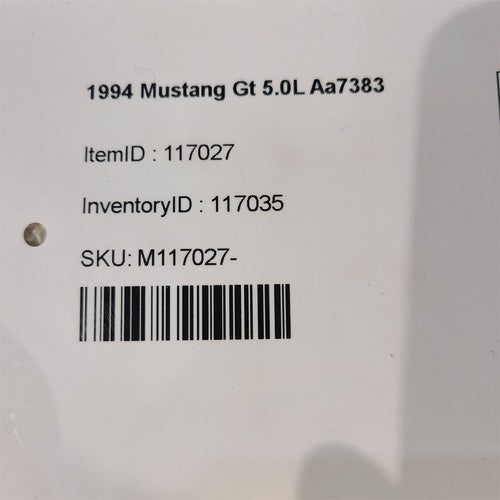 1994 Mustang Gt 5.0L Aa7383
ItemID : 117027
InventoryID : 117035
SKU: M117027-